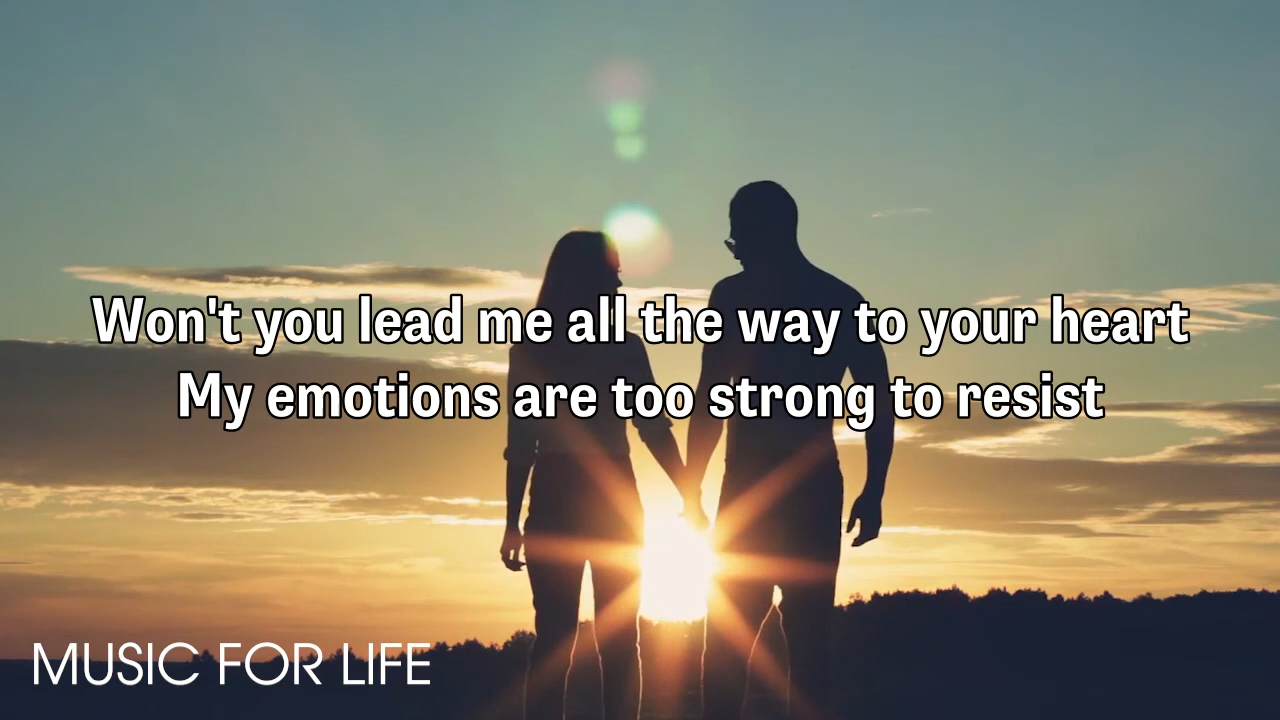 Won't you lead me all the way to your heart
My emotions are too strong to resist
MUSIC FOR LIFE